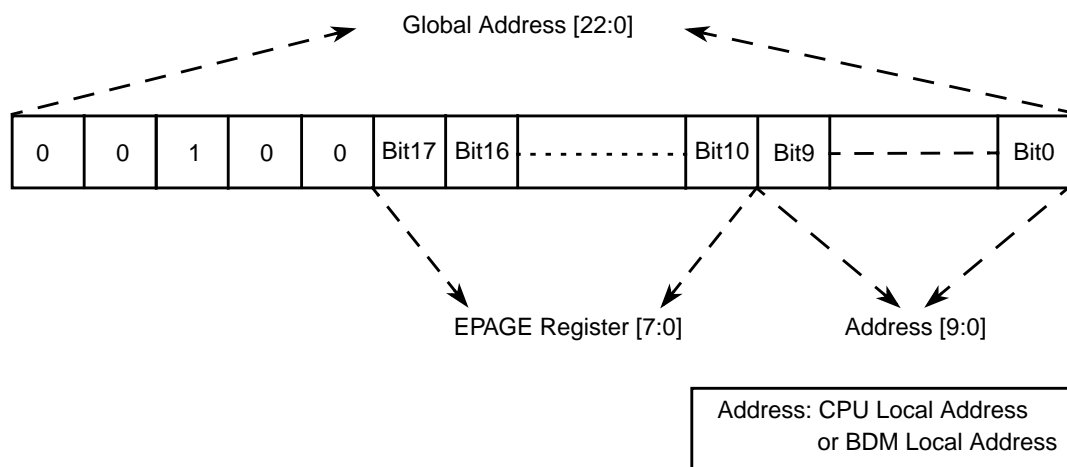 Global Address [22:0]
0 0 1 0 0 Bit17 Bit16 Bit10 Bit9 Bit0
EPAGE Register [7:0] Address [9:0]
Address: CPU Local Address
or BDM Local Address